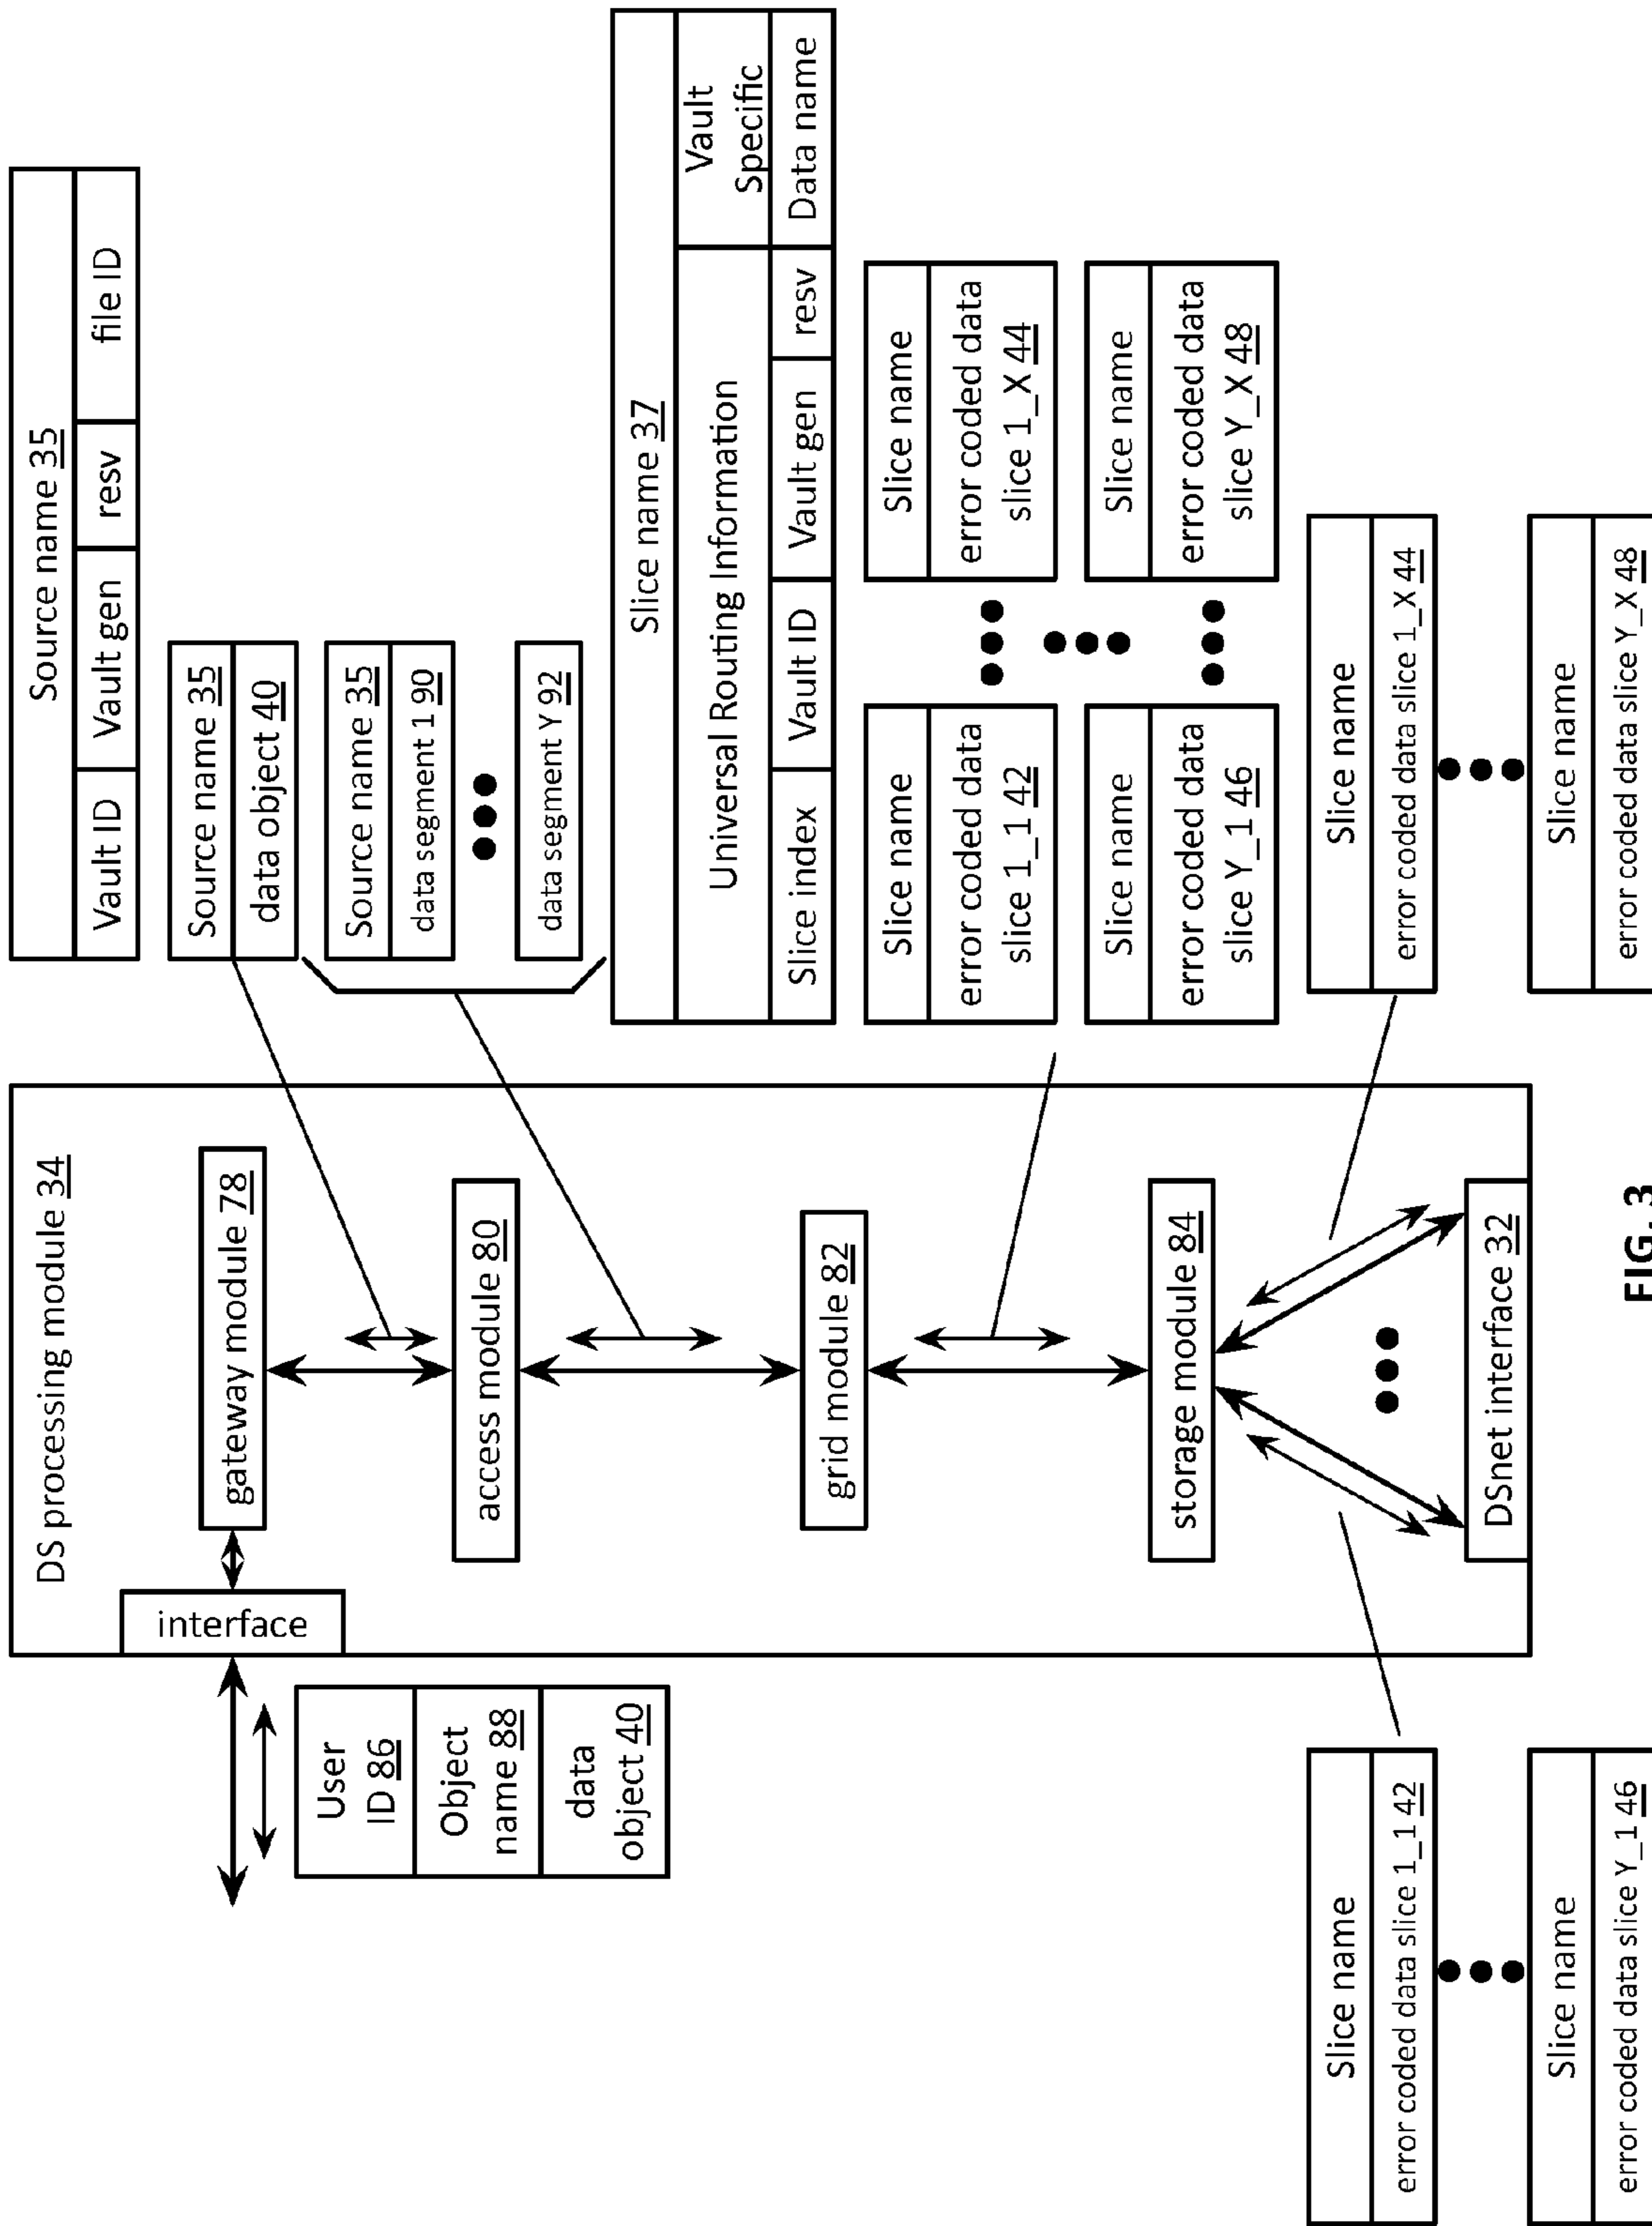 DS processing module 34
interface
gateway module 78
access module 80
grid module 82
storage module 84
DSnet interface 32
User
ID 86
Object
name 88
data
object 40
Source name 35
Vault ID
Vault gen
resv
file ID
Source name 35
data object 40
Source name 35
data segment 1 90
data segment Y 92
Slice name 37
Universal Routing Information
Vault
Specific
Slice index
Vault ID
Vault gen
resv
Data name
Slice name
error coded data
slice 1_1 42
Slice name
error coded data
slice 1_X 44
Slice name
error coded data
slice Y_1 46
Slice name
error coded data
slice Y_X 48
Slice name
error coded data slice 1_1 42
Slice name
error coded data slice Y_1 46
Slice name
error coded data slice 1_X 44
Slice name
error coded data slice Y_X 48
FIG. 3